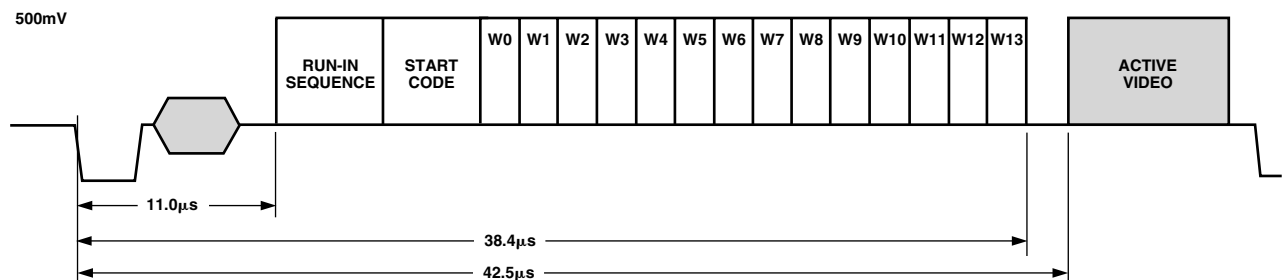 500mV
RUN-IN
SEQUENCE
START
CODE
W0 W1 W2 W3 W4 W5 W6 W7 W8 W9 W10 W11 W12 W13
ACTIVE
VIDEO
11.0μs
38.4μs
42.5μs